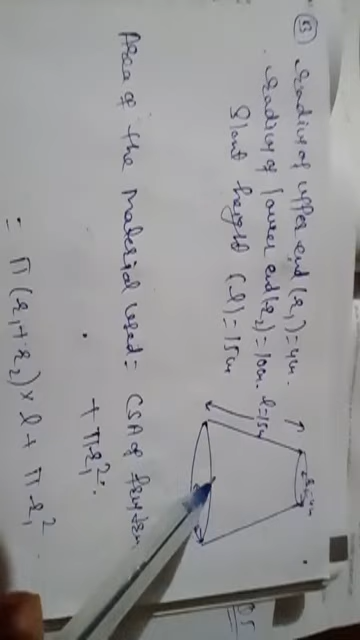 (13) Radius of upper end (r₁) = 4cm.
Radius of lower end (r₂) = 10cm.
Slant height (l) = 15cm
l=15cm
Area of the material used = CSA of frustum
+ πr₁².
= π(r₁+r₂)×l + πr₁²